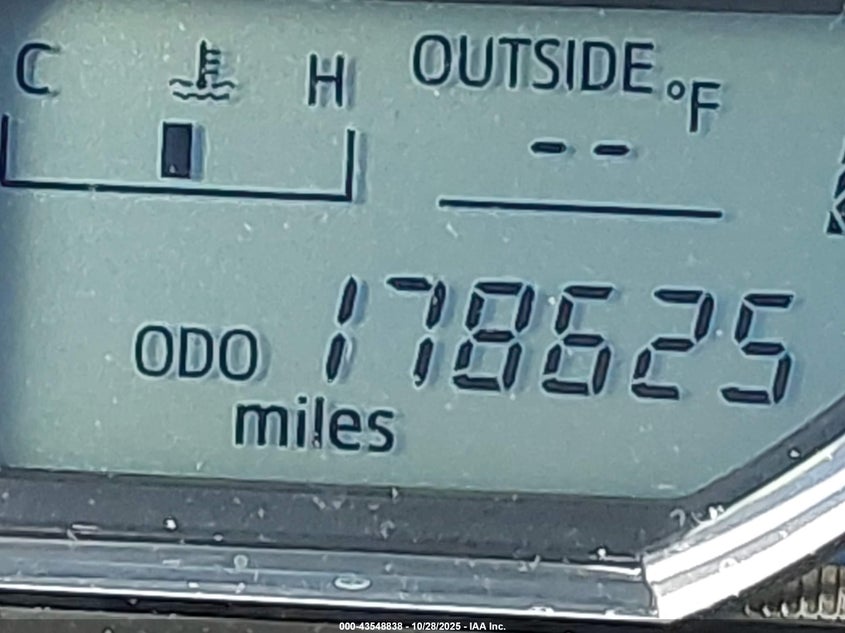 C H OUTSIDE °F
--
ODO 178625
miles
000-43548838 - 10/28/2025 - IAA Inc.